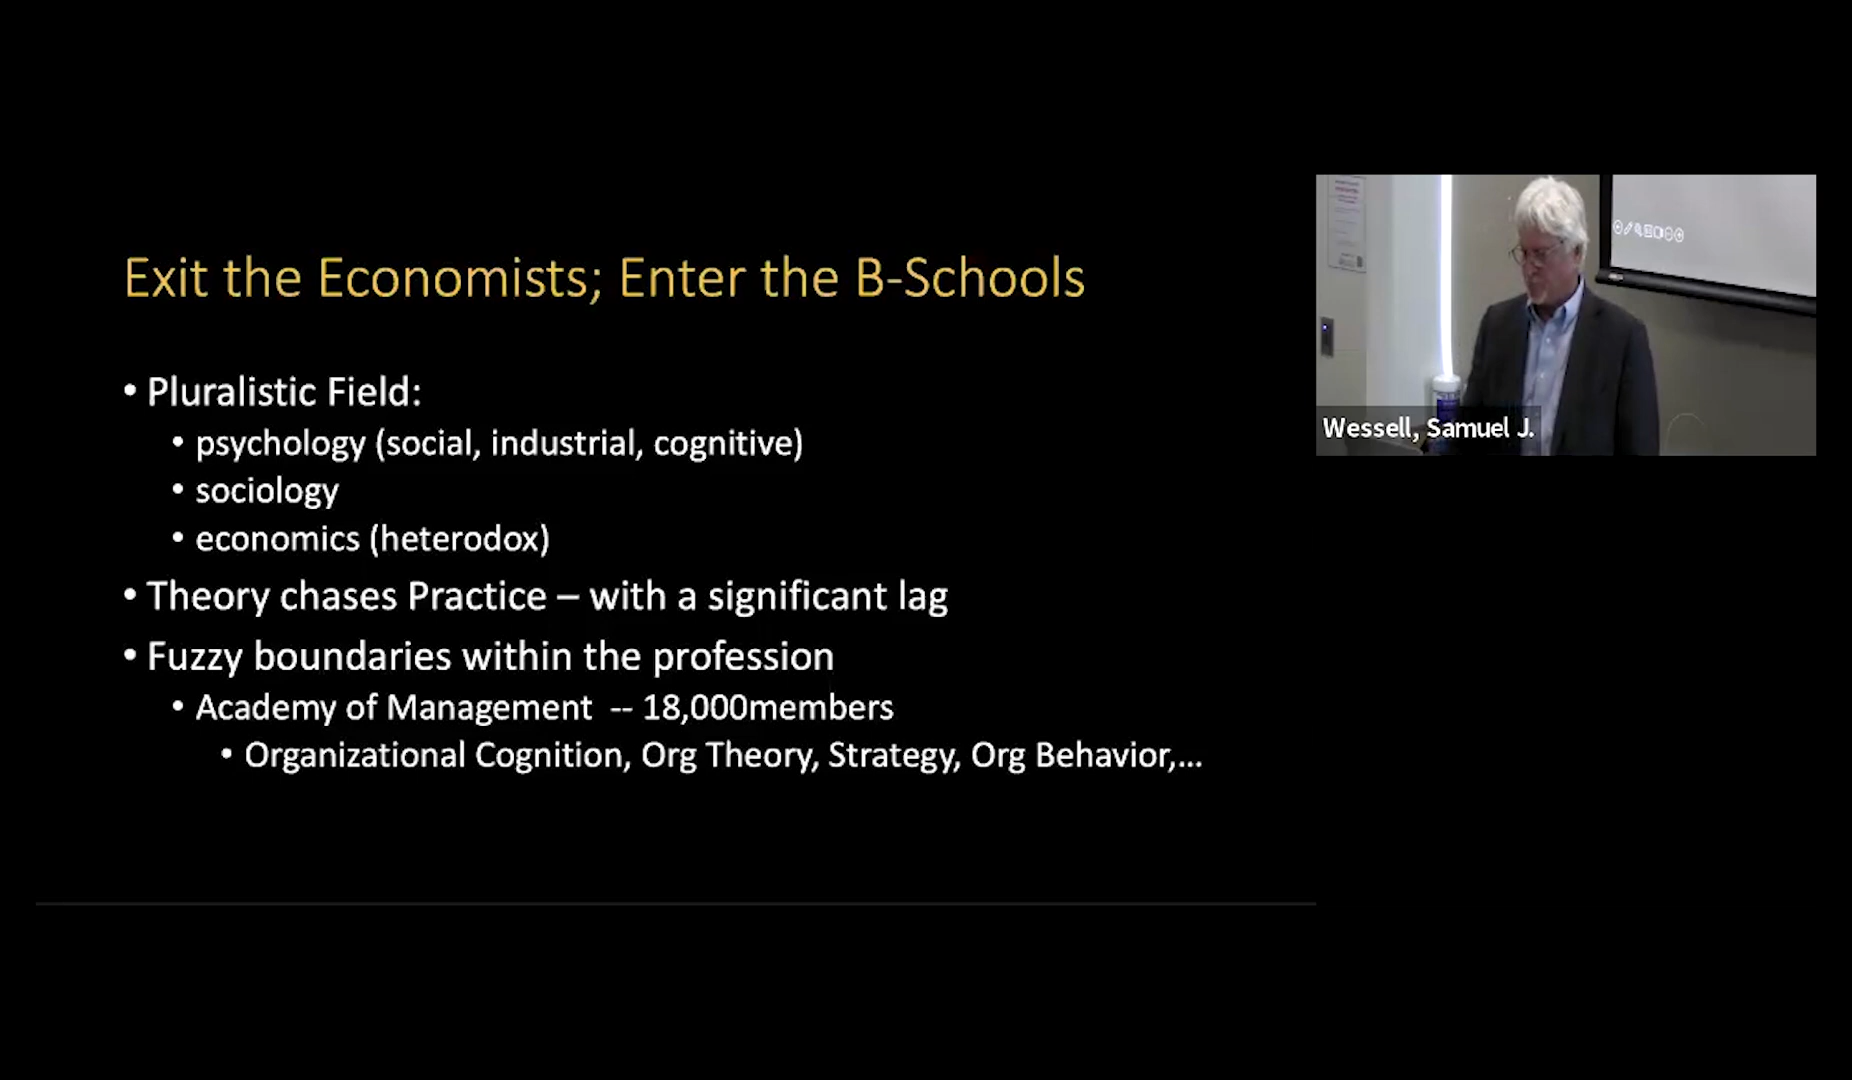 Exit the Economists; Enter the B-Schools
• Pluralistic Field:
• psychology (social, industrial, cognitive)
• sociology
• economics (heterodox)
• Theory chases Practice – with a significant lag
• Fuzzy boundaries within the profession
• Academy of Management -- 18,000members
• Organizational Cognition, Org Theory, Strategy, Org Behavior,...
Wessell, Samuel J.